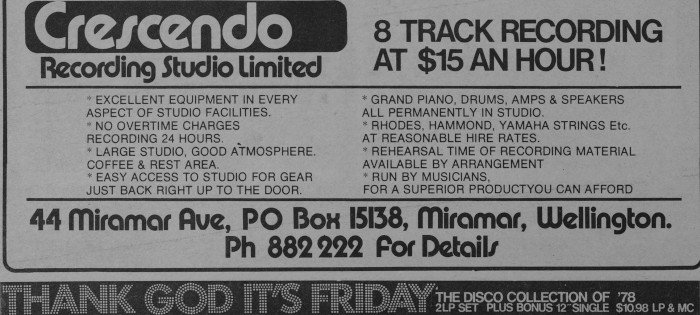 Crescendo
Recording Studio Limited
8 TRACK RECORDING
AT $15 AN HOUR!
* EXCELLENT EQUIPMENT IN EVERY
ASPECT OF STUDIO FACILITIES.
* NO OVERTIME CHARGES
RECORDING 24 HOURS.
* LARGE STUDIO, GOOD ATMOSPHERE.
COFFEE & REST AREA.
* EASY ACCESS TO STUDIO FOR GEAR
JUST BACK RIGHT UP TO THE DOOR.
* GRAND PIANO, DRUMS, AMPS & SPEAKERS
ALL PERMANENTLY IN STUDIO.
* RHODES, HAMMOND, YAMAHA STRINGS Etc.
AT REASONABLE HIRE RATES.
* REHEARSAL TIME OF RECORDING MATERIAL
AVAILABLE BY ARRANGEMENT
* RUN BY MUSICIANS,
FOR A SUPERIOR PRODUCTYOU CAN AFFORD
44 Miramar Ave, PO Box 15138, Miramar, Wellington.
Ph 882 222 For Details
THANK GOD IT'S FRIDAY
THE DISCO COLLECTION OF '78
2LP SET PLUS BONUS 12" SINGLE $10.98 LP & MC